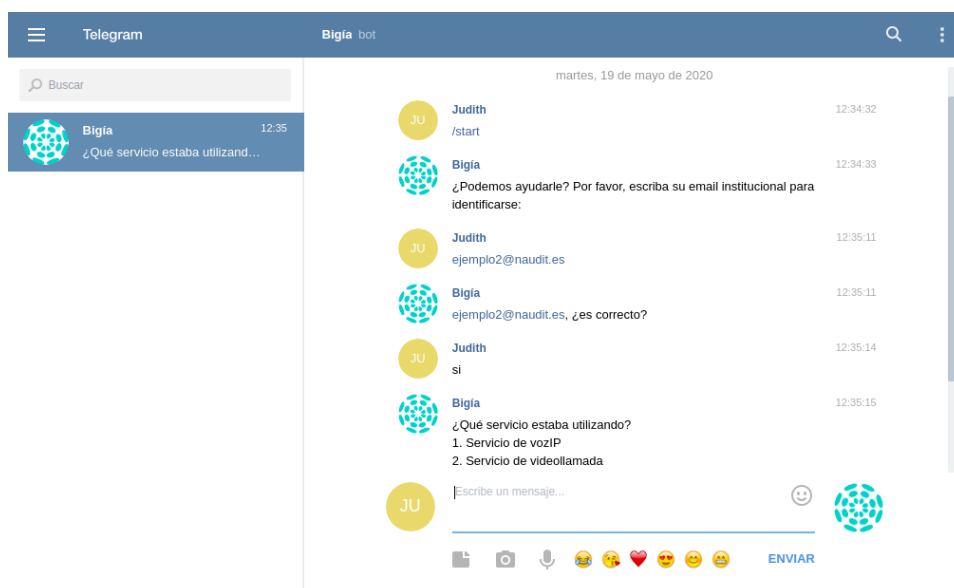 Telegram
Bigía bot
Buscar
Bigía 12:35
¿Qué servicio estaba utilizand…
martes, 19 de mayo de 2020
JU
Judith 12:34:32
/start
Bigía 12:34:33
¿Podemos ayudarle? Por favor, escriba su email institucional para
identificarse:
JU
Judith 12:35:11
ejemplo2@naudit.es
Bigía 12:35:11
ejemplo2@naudit.es, ¿es correcto?
JU
Judith 12:35:14
si
Bigía 12:35:15
¿Qué servicio estaba utilizando?
1. Servicio de vozIP
2. Servicio de videollamada
JU
Escribe un mensaje...
ENVIAR